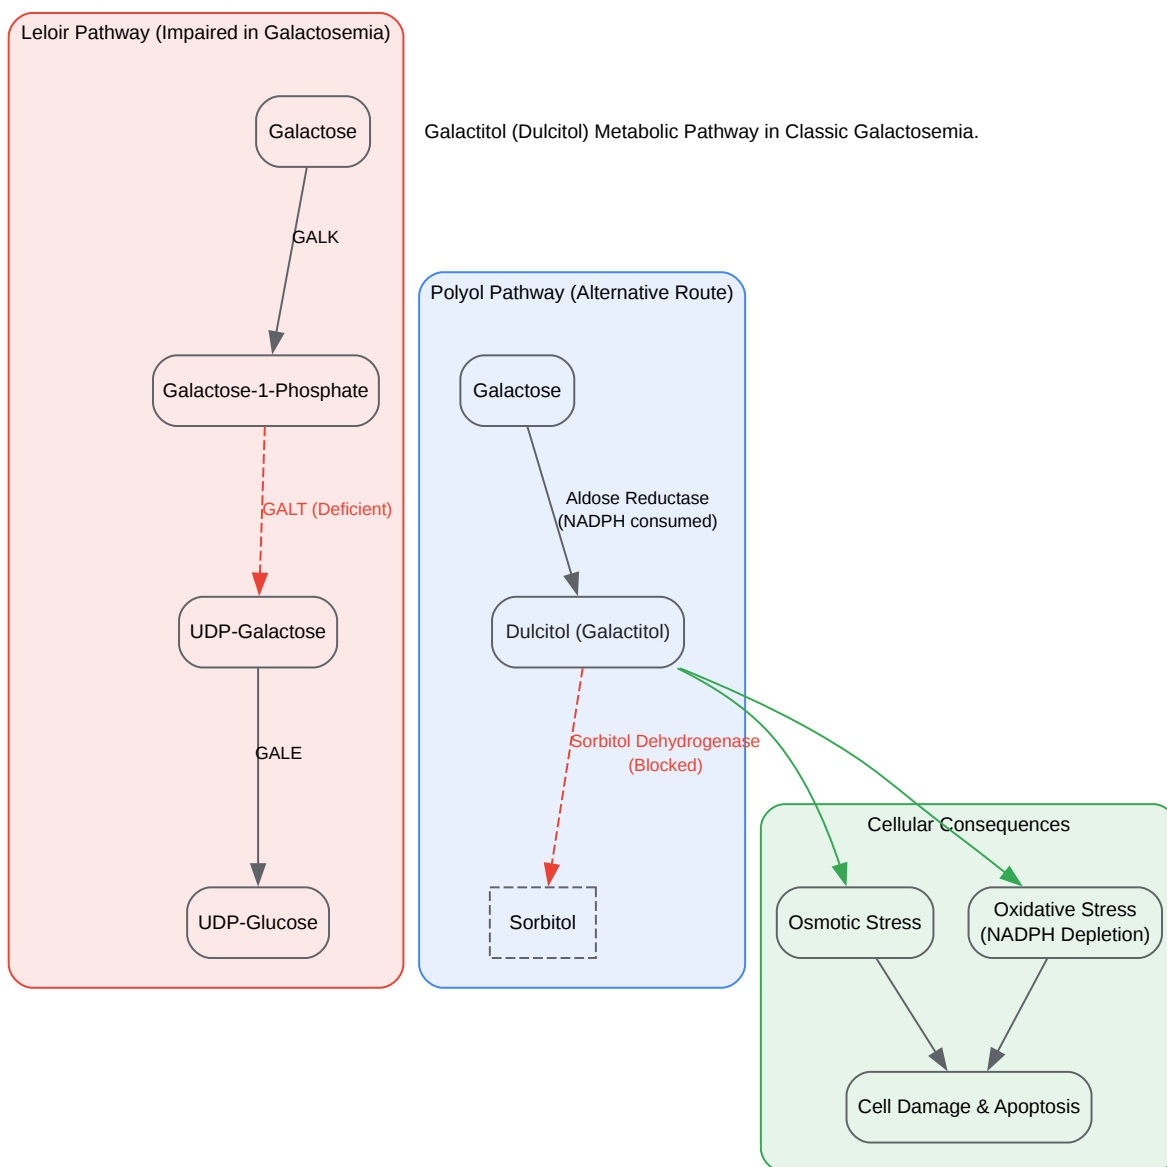 Leloir Pathway (Impaired in Galactosemia)
Galactose
GALK
Galactose-1-Phosphate
GALT (Deficient)
UDP-Galactose
GALE
UDP-Glucose
Galactitol (Dulcitol) Metabolic Pathway in Classic Galactosemia.
Polyol Pathway (Alternative Route)
Galactose
Aldose Reductase
(NADPH consumed)
Dulcitol (Galactitol)
Sorbitol Dehydrogenase
(Blocked)
Sorbitol
Cellular Consequences
Osmotic Stress
Oxidative Stress
(NADPH Depletion)
Cell Damage & Apoptosis